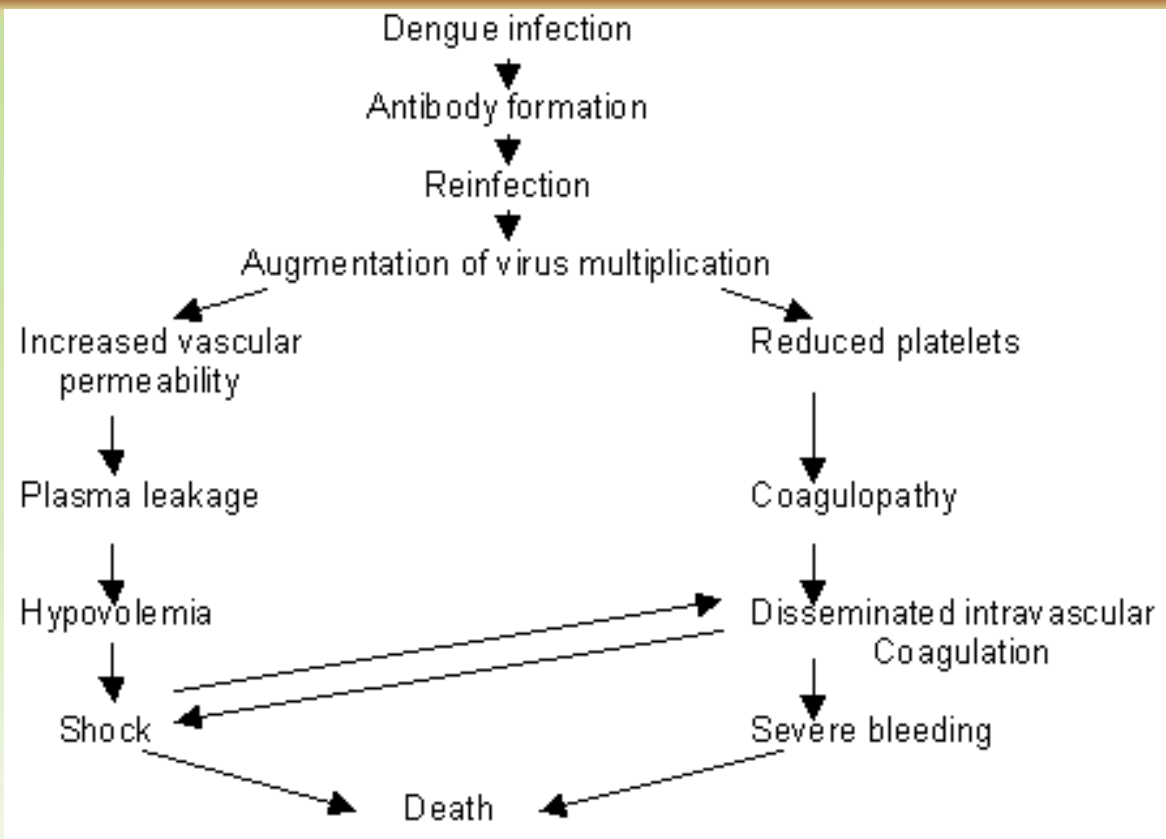 Dengue infection
Antibody formation
Reinfection
Augmentation of virus multiplication
Increased vascular
permeability
Reduced platelets
Plasma leakage
Coagulopathy
Hypovolemia
Disseminated intravascular
Coagulation
Shock
Severe bleeding
Death